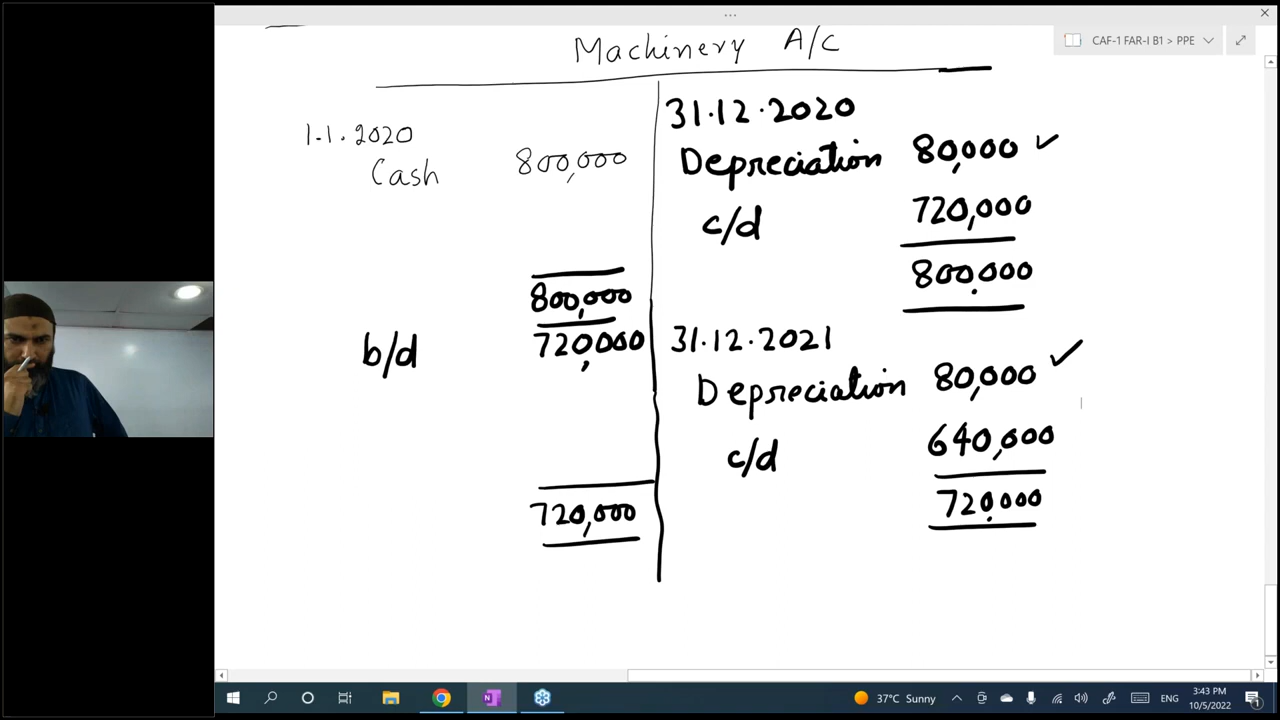 CAF-1 FAR-I B1 > PPE
Machinery A/C
1.1.2020
Cash 800,000
800,000
b/d 720,000
720,000
31.12.2020
Depreciation 80,000
c/d 720,000
800,000
31.12.2021
Depreciation 80,000
c/d 640,000
720,000
37°C Sunny
ENG
3:43 PM
10/5/2022
1